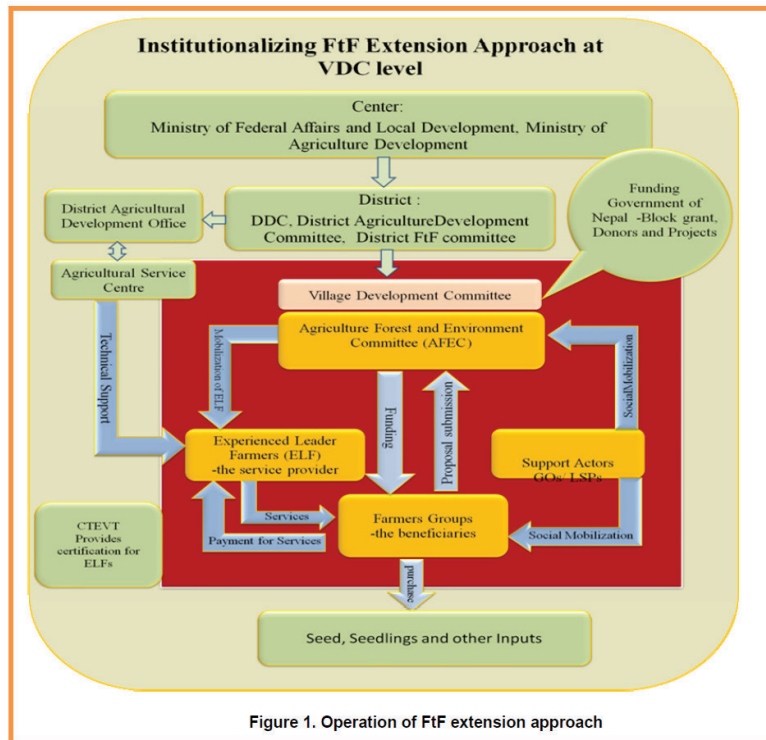 Institutionalizing FtF Extension Approach at
VDC level
Center:
Ministry of Federal Affairs and Local Development, Ministry of
Agriculture Development
District :
DDC, District AgricultureDevelopment
Committee, District FtF committee
District Agricultural
Development Office
Funding
Government of
Nepal -Block grant,
Donors and Projects
Agricultural Service
Centre
Village Development Committee
Agriculture Forest and Environment
Committee (AFEC)
Technical Support
Mobilization of ELF
Funding
Proposal submission
SocialMobilization
Experienced Leader
Farmers (ELF)
-the service provider
Support Actors
GOs/ LSPs
Services
Payment for Services
Farmers Groups
-the beneficiaries
Social Mobilization
CTEVT
Provides
certification for
ELFs
purchase
Seed, Seedlings and other Inputs
Figure 1. Operation of FtF extension approach